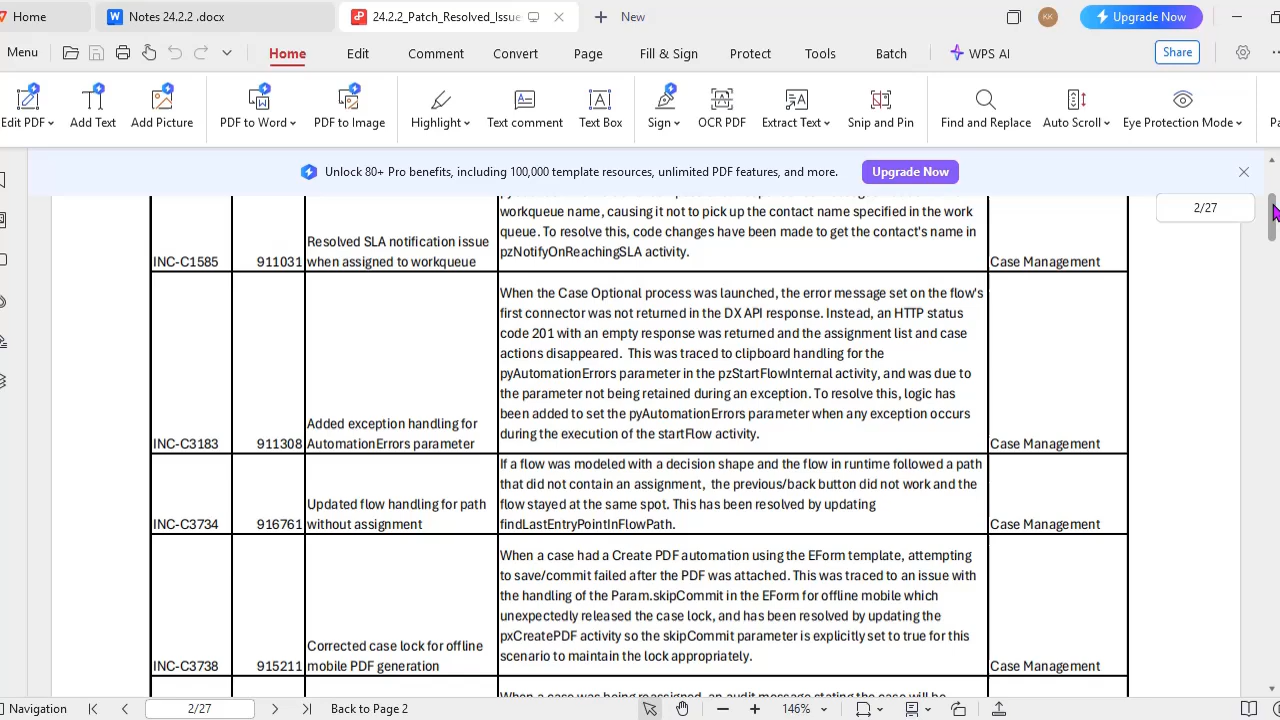 Home
Notes 24.2.2 .docx
24.2.2_Patch_Resolved_Issue
New
KK
Upgrade Now
Menu
Home
Edit
Comment
Convert
Page
Fill & Sign
Protect
Tools
Batch
WPS AI
Share
Edit PDF
Add Text
Add Picture
PDF to Word
PDF to Image
Highlight
Text comment
Text Box
Sign
OCR PDF
Extract Text
Snip and Pin
Find and Replace
Auto Scroll
Eye Protection Mode
Unlock 80+ Pro benefits, including 100,000 template resources, unlimited PDF features, and more.
Upgrade Now
2/27
workqueue name, causing it not to pick up the contact name specified in the work
queue. To resolve this, code changes have been made to get the contact's name in
pzNotifyOnReachingSLA activity.
Resolved SLA notification issue
when assigned to workqueue
INC-C1585
911031
Case Management
When the Case Optional process was launched, the error message set on the flow's
first connector was not returned in the DX API response. Instead, an HTTP status
code 201 with an empty response was returned and the assignment list and case
actions disappeared.  This was traced to clipboard handling for the
pyAutomationErrors parameter in the pzStartFlowInternal activity, and was due to
the parameter not being retained during an exception. To resolve this, logic has
been added to set the pyAutomationErrors parameter when any exception occurs
during the execution of the startFlow activity.
Added exception handling for
AutomationErrors parameter
INC-C3183
911308
Case Management
If a flow was modeled with a decision shape and the flow in runtime followed a path
that did not contain an assignment,  the previous/back button did not work and the
flow stayed at the same spot. This has been resolved by updating
findLastEntryPointInFlowPath.
Updated flow handling for path
without assignment
INC-C3734
916761
Case Management
When a case had a Create PDF automation using the EForm template, attempting
to save/commit failed after the PDF was attached. This was traced to an issue with
the handling of the Param.skipCommit in the EForm for offline mobile which
unexpectedly released the case lock, and has been resolved by updating the
pxCreatePDF activity so the skipCommit parameter is explicitly set to true for this
scenario to maintain the lock appropriately.
Corrected case lock for offline
mobile PDF generation
INC-C3738
915211
Case Management
When a case was being reassigned, an audit message stating the case will be
Navigation
2/27
Back to Page 2
146%